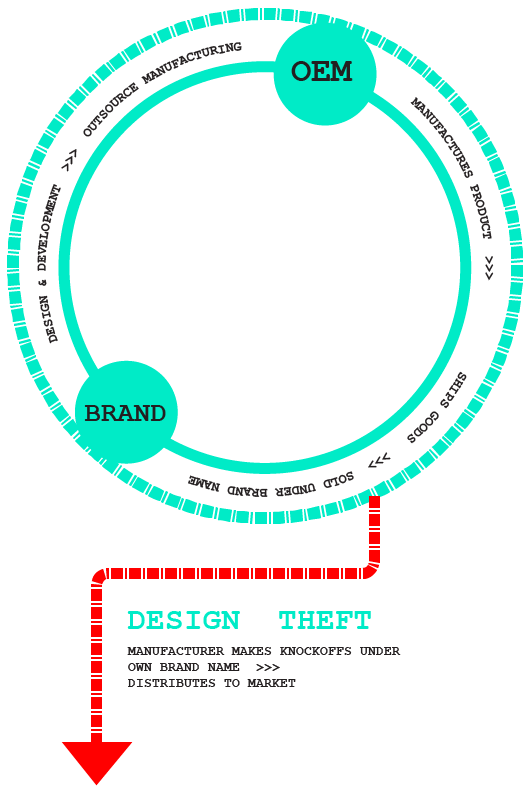 OEM
BRAND
DESIGN & DEVELOPMENT >>> OUTSOURCE MANUFACTURING
MANUFACTURES PRODUCT >>>
SHIPS GOODS >>> SOLD UNDER BRAND NAME
DESIGN THEFT
MANUFACTURER MAKES KNOCKOFFS UNDER
OWN BRAND NAME >>>
DISTRIBUTES TO MARKET